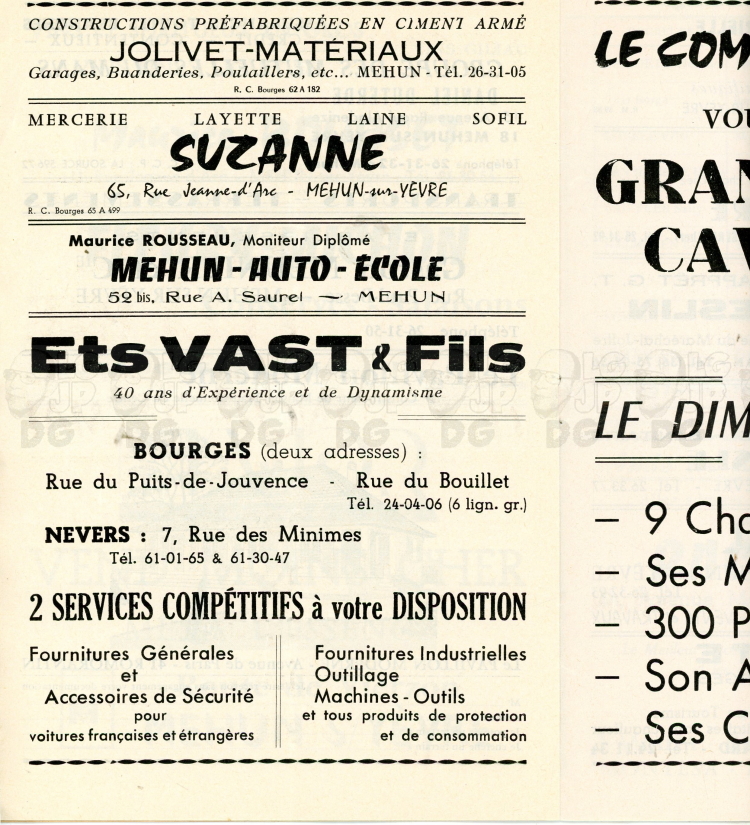 CONSTRUCTIONS PRÉFABRIQUÉES EN CIMENT ARMÉ
JOLIVET-MATÉRIAUX
Garages, Buanderies, Poulaillers, etc... MEHUN - Tél. 26-31-05
R. C. Bourges 62 A 182
MERCERIE LAYETTE LAINE SOFIL
SUZANNE
65, Rue Jeanne-d'Arc - MEHUN-sur-YEVRE
R. C. Bourges 65 A 499
Maurice ROUSSEAU, Moniteur Diplômé
MEHUN-AUTO-ÉCOLE
52 bis, Rue A. Saurel — MEHUN
Ets VAST & Fils
40 ans d'Expérience et de Dynamisme
BOURGES (deux adresses) :
Rue du Puits-de-Jouvence - Rue du Bouillet
Tél. 24-04-06 (6 lign. gr.)
NEVERS : 7, Rue des Minimes
Tél. 61-01-65 & 61-30-47
2 SERVICES COMPÉTITIFS à votre DISPOSITION
Fournitures Générales
et
Accessoires de Sécurité
pour
voitures françaises et étrangères
Fournitures Industrielles
Outillage
Machines-Outils
et tous produits de protection
et de consommation
LE COM
VOU
GRAN
CAV
LE DIM
— 9 Cha
— Ses M
— 300 P
— Son A
— Ses C